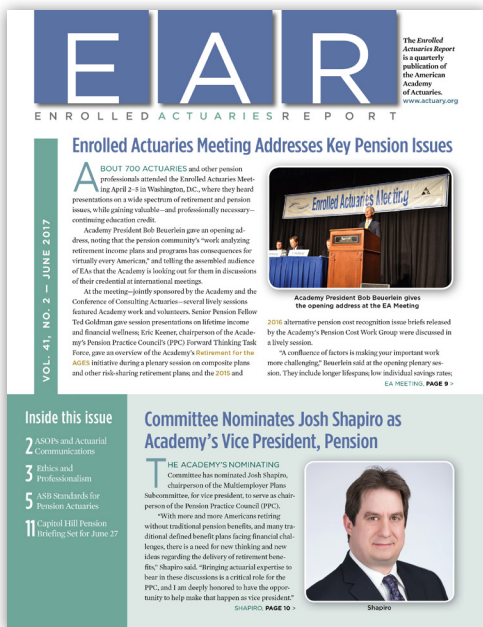 EAR
The Enrolled
Actuaries Report
is a quarterly
publication of
the American
Academy
of Actuaries.
www.actuary.org
ENROLLED ACTUARIES REPORT
VOL. 41, NO. 2 — JUNE 2017
Enrolled Actuaries Meeting Addresses Key Pension Issues
ABOUT 700 ACTUARIES and other pension
professionals attended the Enrolled Actuaries Meet-
ing April 2–5 in Washington, D.C., where they heard
presentations on a wide spectrum of retirement and pension
issues, while gaining valuable—and professionally necessary—
continuing education credit.
Academy President Bob Beuerlein gave an opening ad-
dress, noting that the pension community's "work analyzing
retirement income plans and programs has consequences for
virtually every American," and telling the assembled audience
of EAs that the Academy is looking out for them in discussions
of their credential at international meetings.
At the meeting—jointly sponsored by the Academy and the
Conference of Consulting Actuaries—several lively sessions
featured Academy work and volunteers. Senior Pension Fellow
Ted Goldman gave session presentations on lifetime income
and financial wellness; Eric Keener, chairperson of the Acade-
my's Pension Practice Council's (PPC) Forward Thinking Task
Force, gave an overview of the Academy's Retirement for the
AGES initiative during a plenary session on composite plans
and other risk-sharing retirement plans; and the 2015 and
Enrolled Actuaries Meeting
Academy President Bob Beuerlein gives
the opening address at the EA Meeting
2016 alternative pension cost recognition issue briefs released
by the Academy's Pension Cost Work Group were discussed in
a lively session.
"A confluence of factors is making your important work
more challenging," Beuerlein said at the opening plenary ses-
sion. They include longer lifespans; low individual savings rates;
EA MEETING, PAGE 9 >
Inside this issue
2 ASOPs and Actuarial
Communications
3 Ethics and
Professionalism
5 ASB Standards for
Pension Actuaries
11 Capitol Hill Pension
Briefing Set for June 27
Committee Nominates Josh Shapiro as
Academy's Vice President, Pension
THE ACADEMY'S NOMINATING
Committee has nominated Josh Shapiro,
chairperson of the Multiemployer Plans
Subcommittee, for vice president, to serve as chair-
person of the Pension Practice Council (PPC).
"With more and more Americans retiring
without traditional pension benefits, and many tra-
ditional defined benefit plans facing financial chal-
lenges, there is a need for new thinking and new
ideas regarding the delivery of retirement bene-
fits," Shapiro said. "Bringing actuarial expertise to
bear in these discussions is a critical role for the
PPC, and I am deeply honored to have the oppor-
tunity to help make that happen as vice president."
SHAPIRO, PAGE 10 >
Shapiro